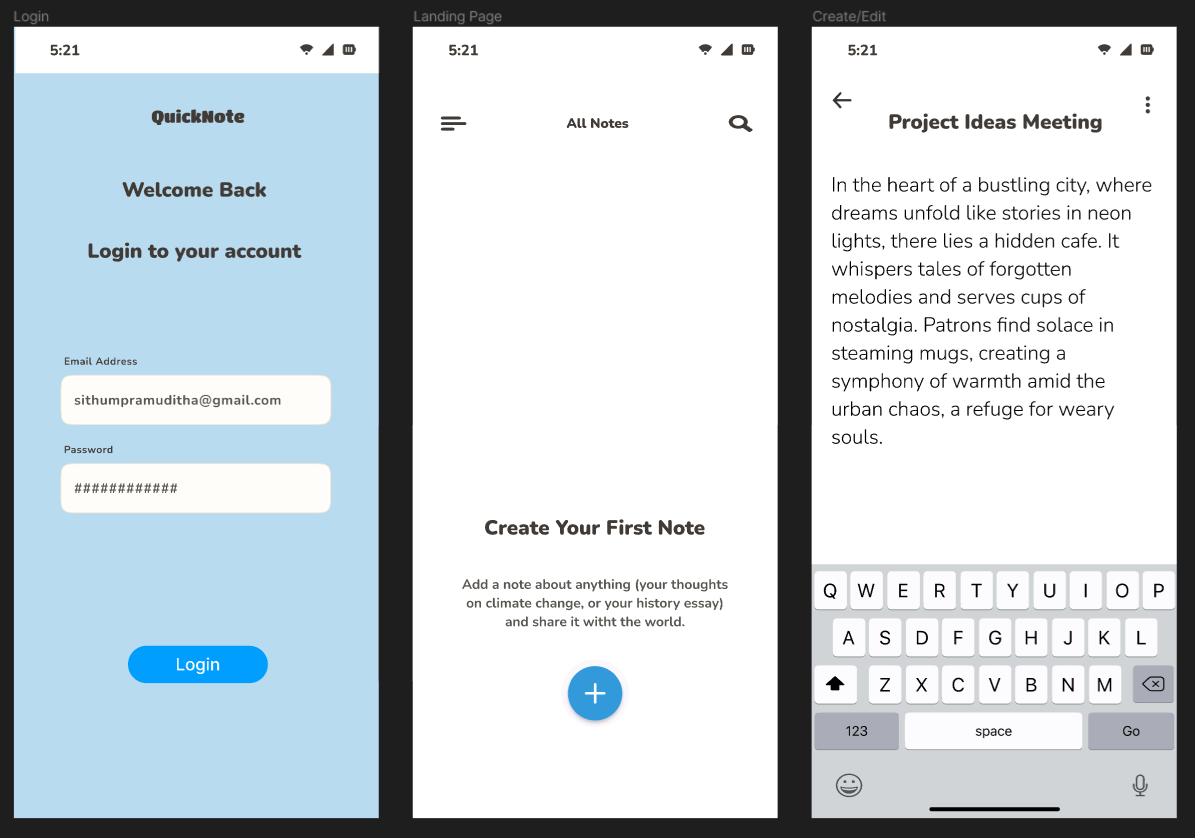 Login
5:21
QuickNote
Welcome Back
Login to your account
Email Address
sithumpramuditha@gmail.com
Password
############
Login
Landing Page
5:21
All Notes
Create Your First Note
Add a note about anything (your thoughts
on climate change, or your history essay)
and share it witht the world.
Create/Edit
5:21
Project Ideas Meeting
In the heart of a bustling city, where
dreams unfold like stories in neon
lights, there lies a hidden cafe. It
whispers tales of forgotten
melodies and serves cups of
nostalgia. Patrons find solace in
steaming mugs, creating a
symphony of warmth amid the
urban chaos, a refuge for weary
souls.
Q W E R T Y U I O P
A S D F G H J K L
Z X C V B N M
123 space Go